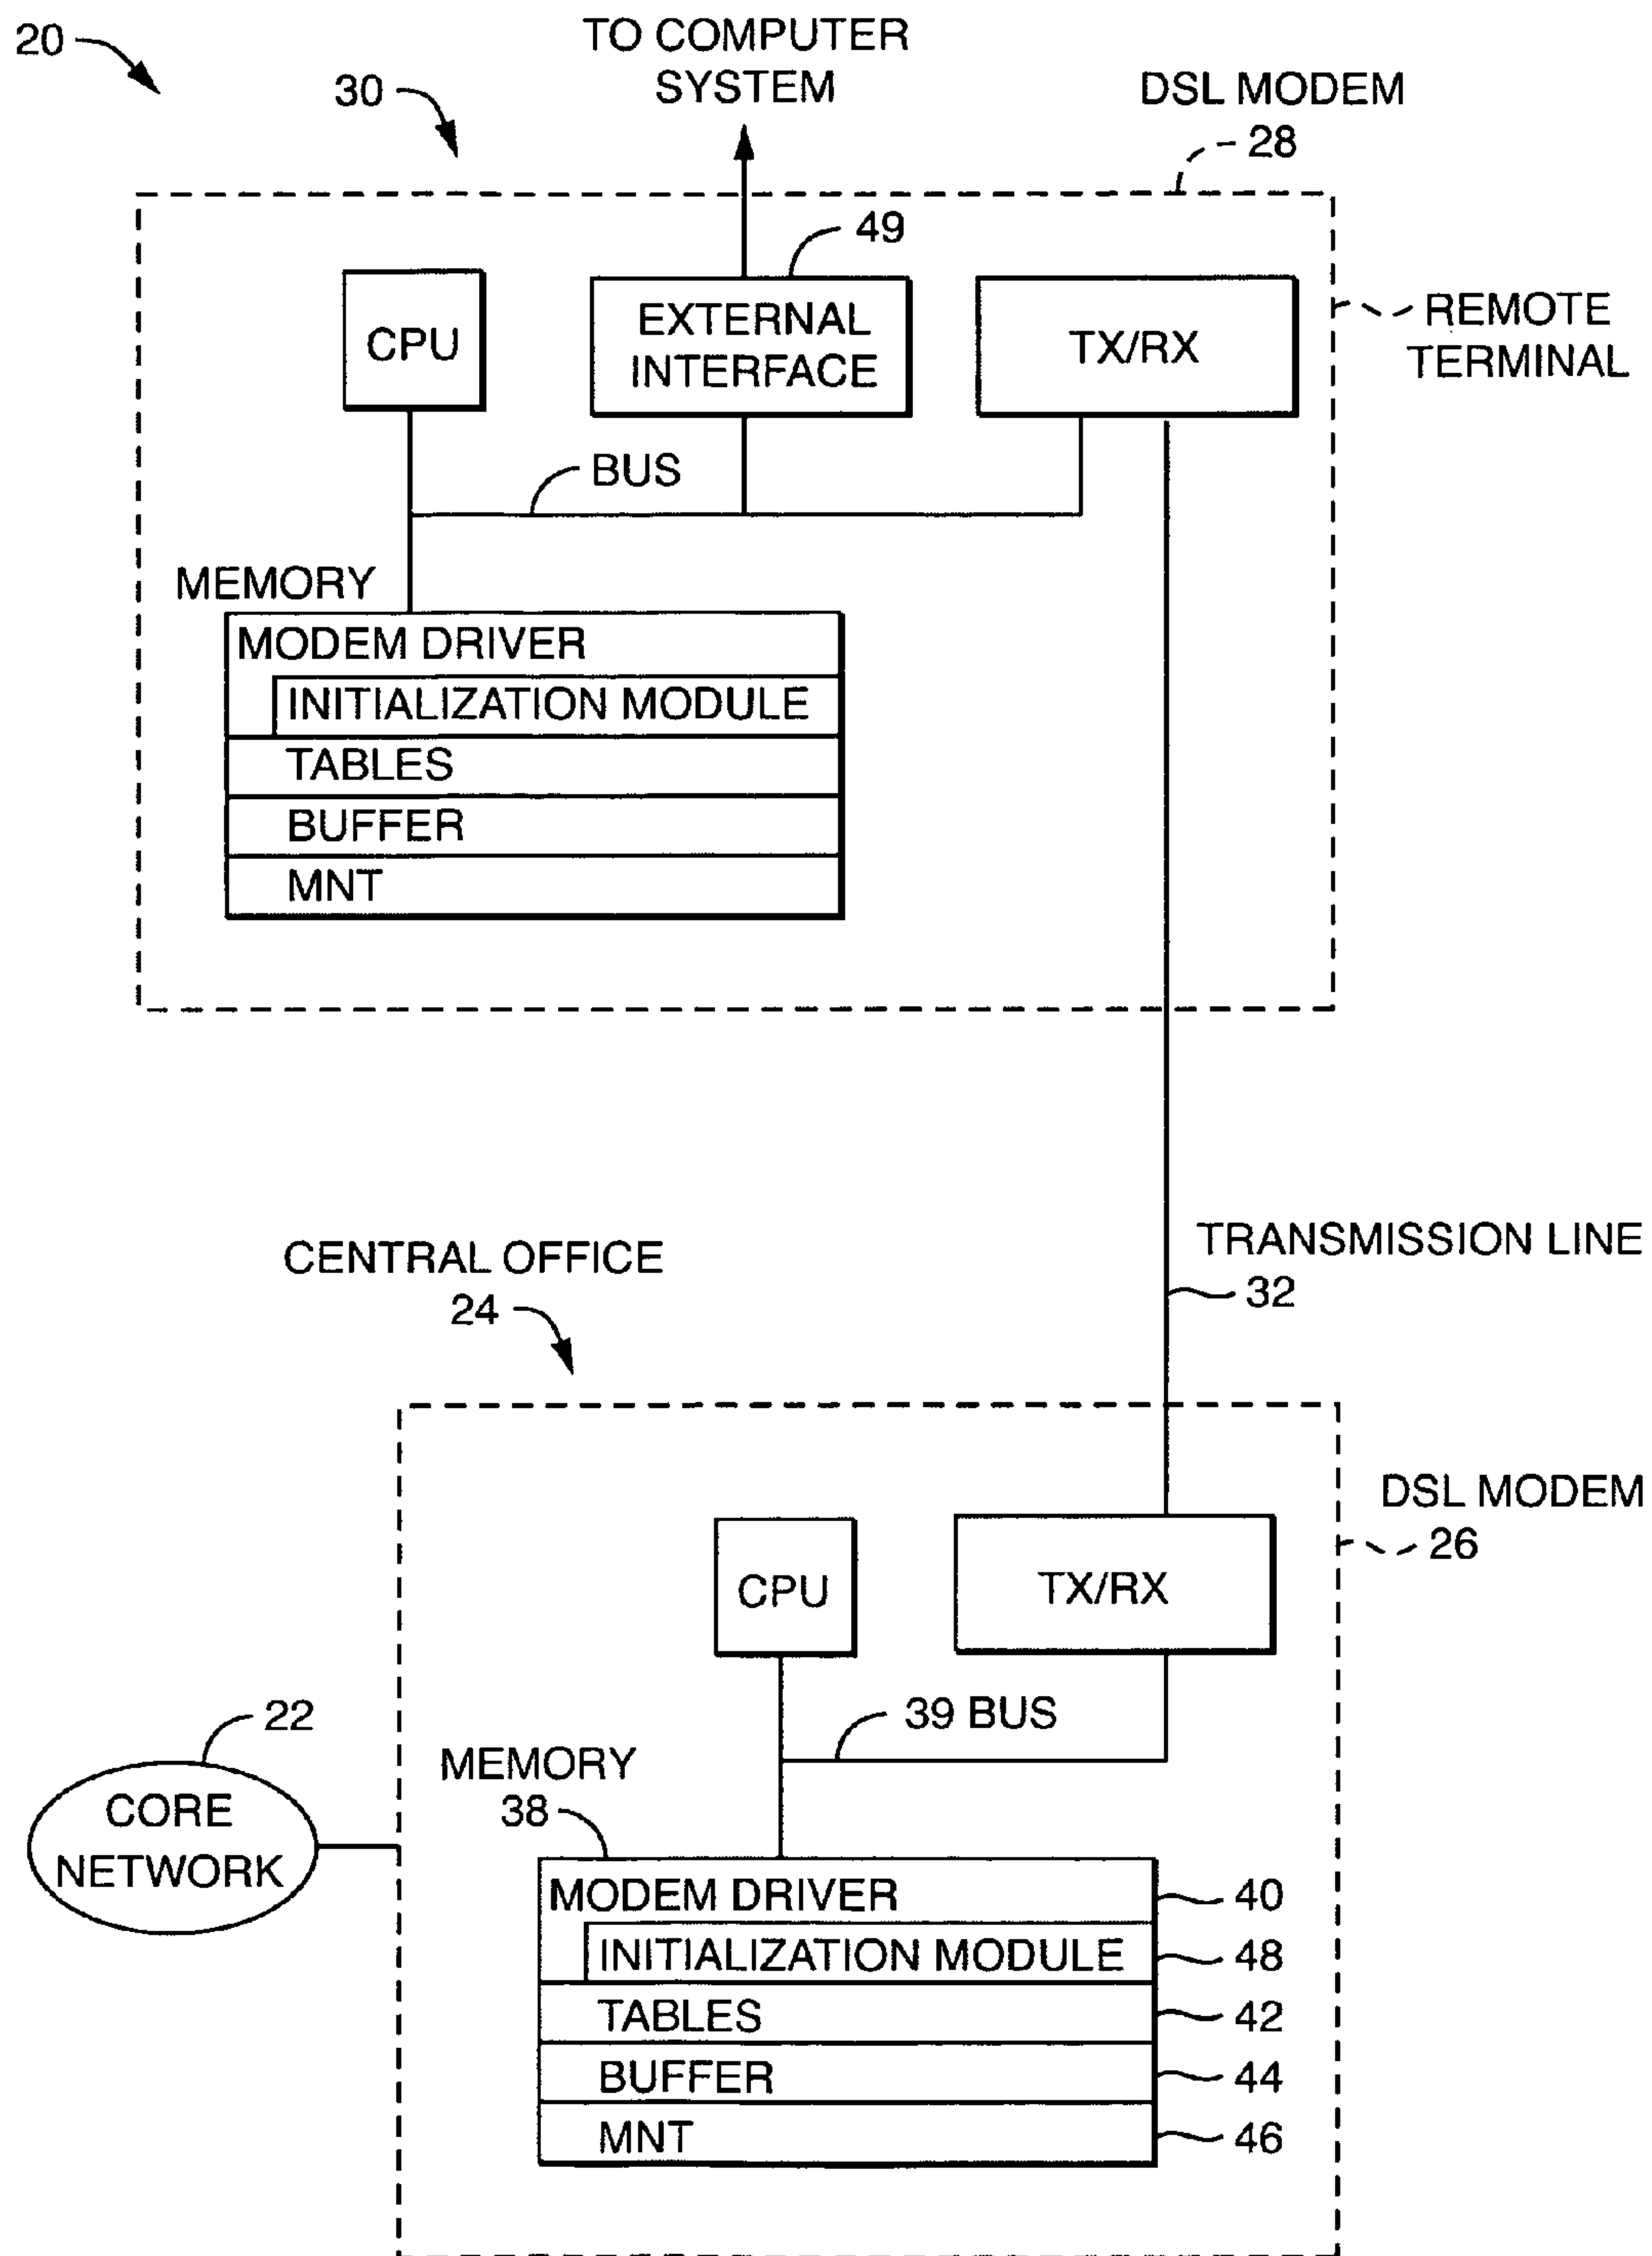 20
30
TO COMPUTER
SYSTEM
DSL MODEM
28
49
CPU
EXTERNAL
INTERFACE
TX/RX
REMOTE
TERMINAL
BUS
MEMORY
MODEM DRIVER
INITIALIZATION MODULE
TABLES
BUFFER
MNT
TRANSMISSION LINE
32
CENTRAL OFFICE
24
DSL MODEM
26
CPU
TX/RX
39 BUS
22
CORE
NETWORK
MEMORY
38
MODEM DRIVER
40
INITIALIZATION MODULE
48
TABLES
42
BUFFER
44
MNT
46